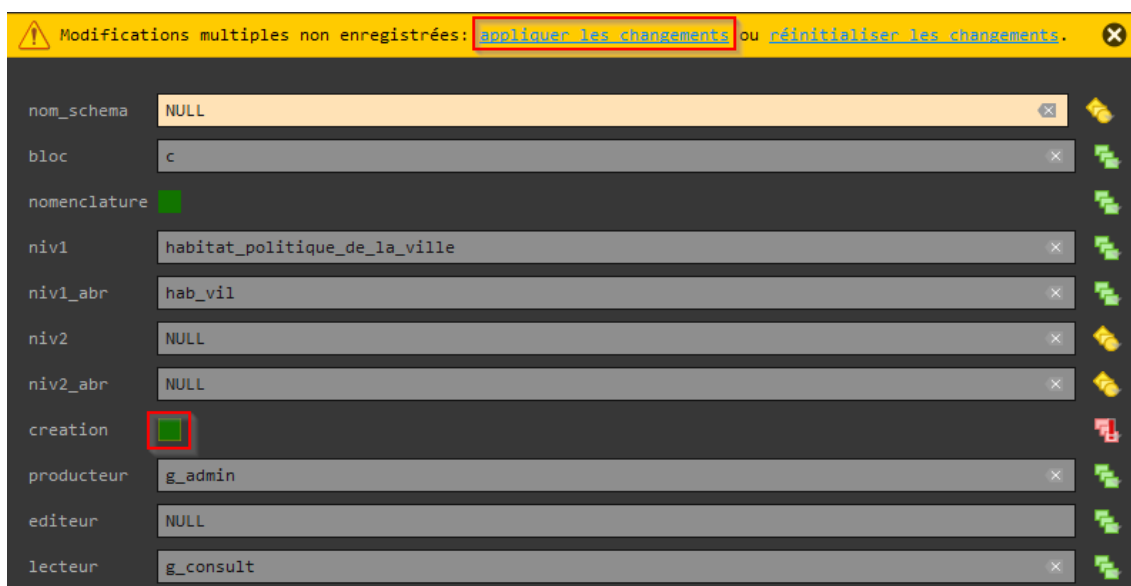 Modifications multiples non enregistrées: appliquer les changements ou réinitialiser les changements.
nom_schema NULL
bloc c
nomenclature
niv1 habitat_politique_de_la_ville
niv1_abr hab_vil
niv2 NULL
niv2_abr NULL
creation
producteur g_admin
editeur NULL
lecteur g_consult